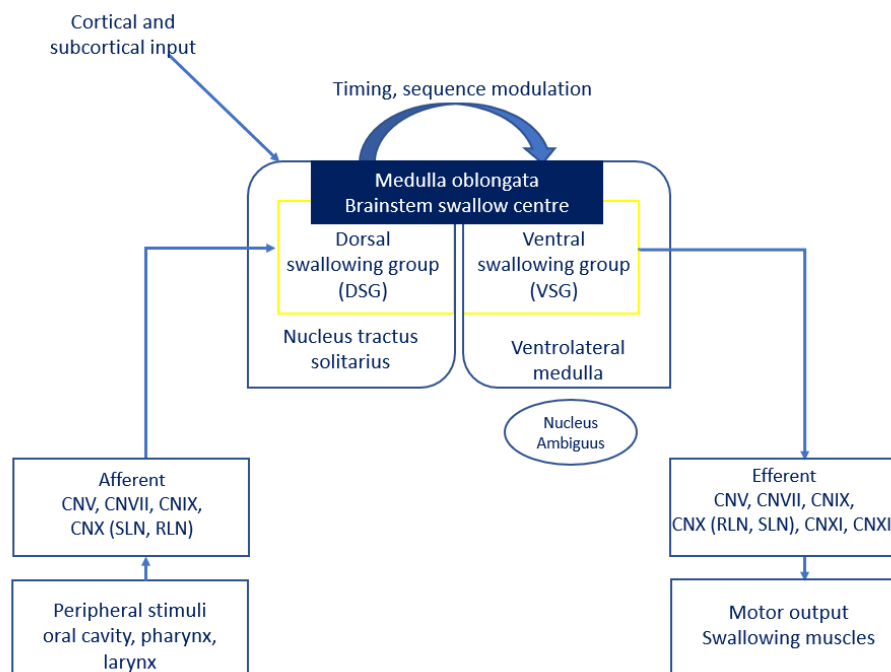 Cortical and
subcortical input
Timing, sequence modulation
Medulla oblongata
Brainstem swallow centre
Dorsal
swallowing group
(DSG)
Ventral
swallowing group
(VSG)
Nucleus tractus
solitarius
Ventrolateral
medulla
Nucleus
Ambiguus
Afferent
CNV, CNVII, CNIX,
CNX (SLN, RLN)
Efferent
CNV, CNVII, CNIX,
CNX (RLN, SLN), CNXI, CNXI
Peripheral stimuli
oral cavity, pharynx,
larynx
Motor output
Swallowing muscles